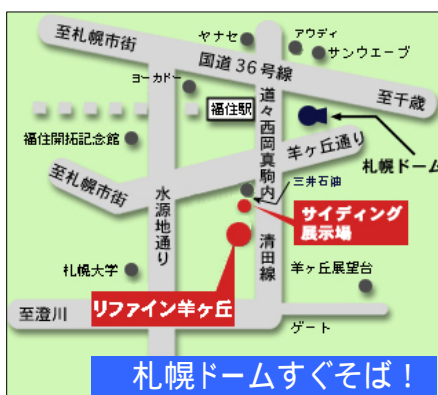 ヤナセ
アウディ
サンウエーブ
至札幌市街
国道36号線
至千歳
ヨーカドー
福住駅
道々西岡真駒内
清田線
札幌ドーム
羊ヶ丘通り
福住開拓記念館
三井石油
至札幌市街
水源地通り
サイディング
展示場
札幌大学
リファイン羊ヶ丘
羊ヶ丘展望台
至澄川
ゲート
札幌ドームすぐそば！